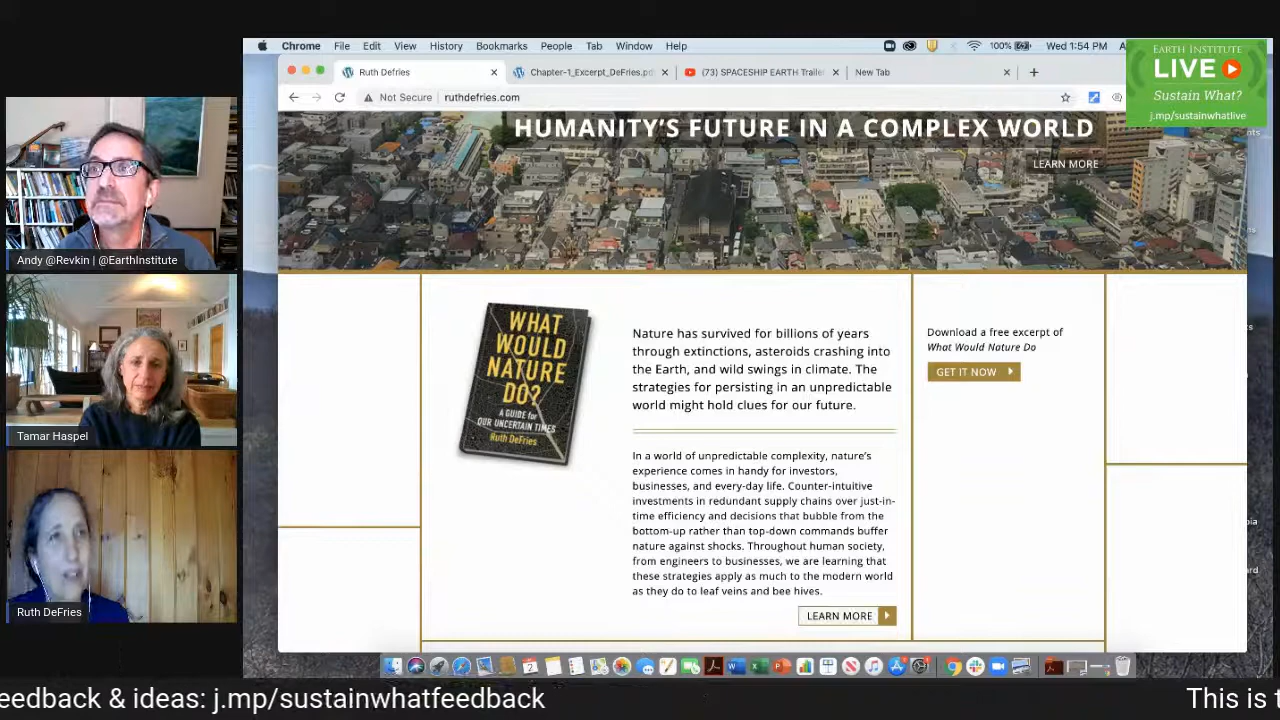 Chrome File Edit View History Bookmarks People Tab Window Help
100% Wed 1:54 PM
EARTH INSTITUTE
LIVE
Sustain What?
j.mp/sustainwhatlive
Ruth Defries
Chapter-1_Excerpt_DeFries.pd
(73) SPACESHIP EARTH Trailer
New Tab
Not Secure ruthdefries.com
HUMANITY'S FUTURE IN A COMPLEX WORLD
LEARN MORE
Andy @Revkin | @EarthInstitute
Tamar Haspel
Ruth DeFries
WHAT
WOULD
NATURE
DO?
A GUIDE for
OUR UNCERTAIN TIMES
Ruth DeFries
Nature has survived for billions of years
through extinctions, asteroids crashing into
the Earth, and wild swings in climate. The
strategies for persisting in an unpredictable
world might hold clues for our future.
In a world of unpredictable complexity, nature's
experience comes in handy for investors,
businesses, and every-day life. Counter-intuitive
investments in redundant supply chains over just-in-
time efficiency and decisions that bubble from the
bottom-up rather than top-down commands buffer
nature against shocks. Throughout human society,
from engineers to businesses, we are learning that
these strategies apply as much to the modern world
as they do to leaf veins and bee hives.
LEARN MORE
Download a free excerpt of
What Would Nature Do
GET IT NOW
eedback & ideas: j.mp/sustainwhatfeedback
This is t